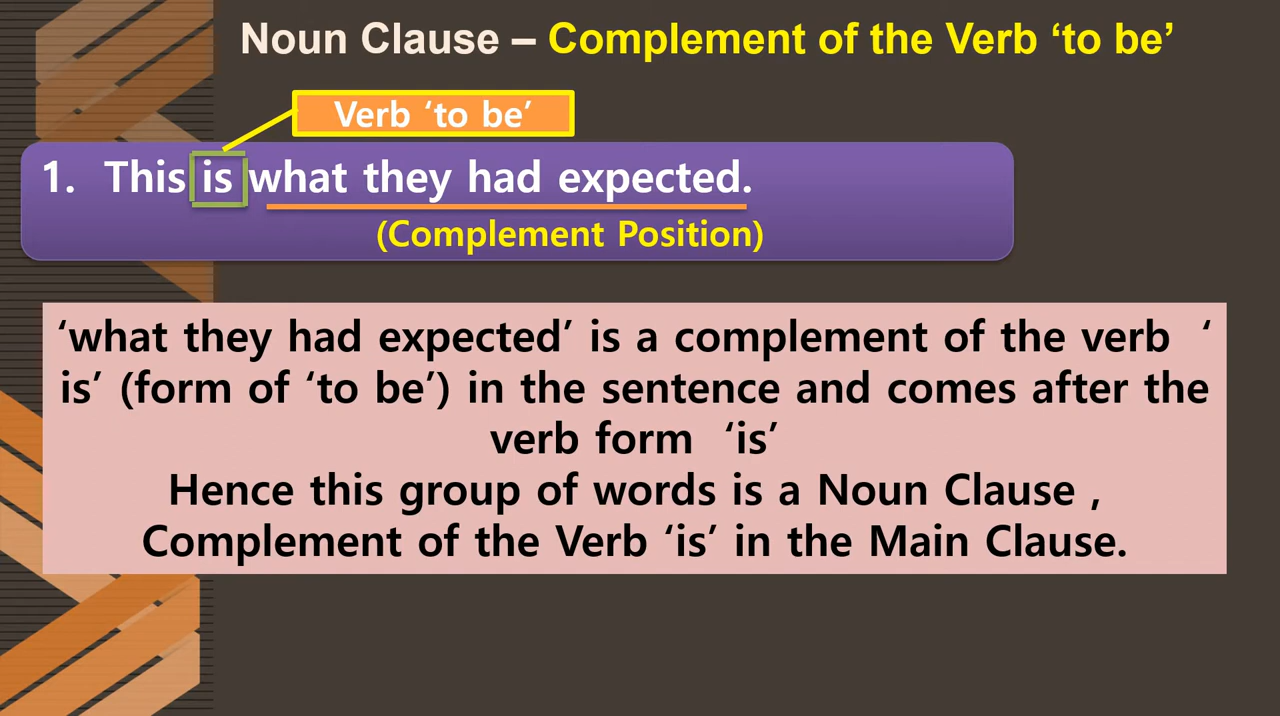 Noun Clause – Complement of the Verb ‘to be’
Verb ‘to be’
1. This is what they had expected.
(Complement Position)
‘what they had expected’ is a complement of the verb ‘
is’ (form of ‘to be’) in the sentence and comes after the
verb form ‘is’
Hence this group of words is a Noun Clause ,
Complement of the Verb ‘is’ in the Main Clause.